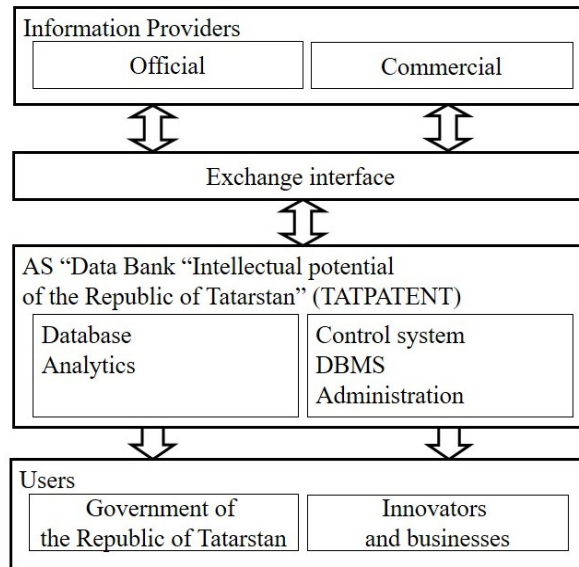 Information Providers
Official
Commercial
Exchange interface
AS “Data Bank “Intellectual potential
of the Republic of Tatarstan” (TATPATENT)
Database
Analytics
Control system
DBMS
Administration
Users
Government of
the Republic of Tatarstan
Innovators
and businesses